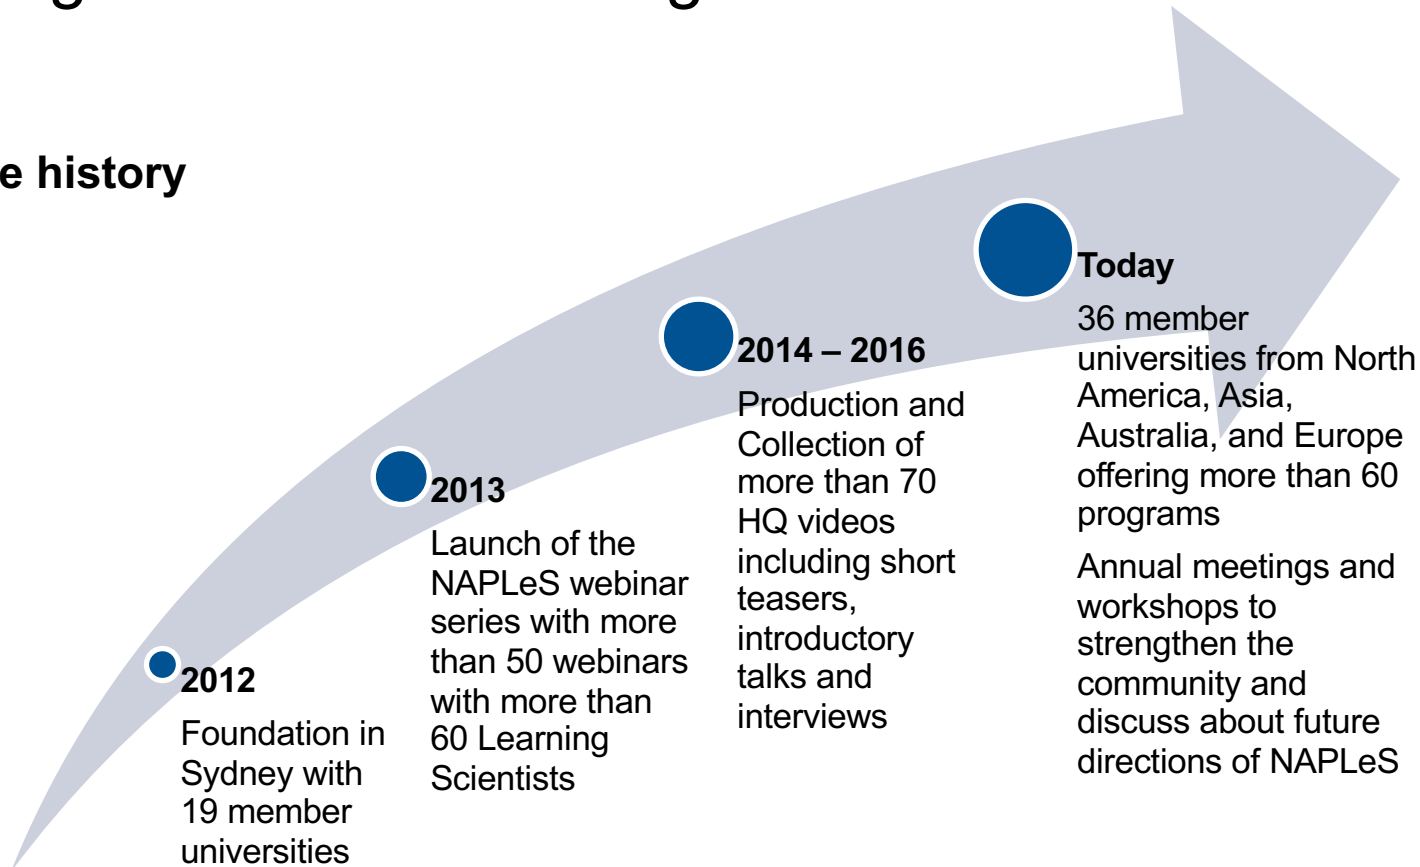 e history
2012
Foundation in
Sydney with
19 member
universities
2013
Launch of the
NAPLeS webinar
series with more
than 50 webinars
with more than
60 Learning
Scientists
2014 – 2016
Production and
Collection of
more than 70
HQ videos
including short
teasers,
introductory
talks and
interviews
Today
36 member
universities from North
America, Asia,
Australia, and Europe
offering more than 60
programs
Annual meetings and
workshops to
strengthen the
community and
discuss about future
directions of NAPLeS